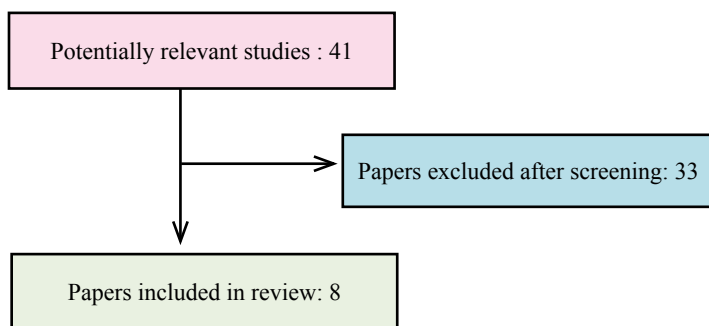 Potentially relevant studies : 41
Papers excluded after screening: 33
Papers included in review: 8